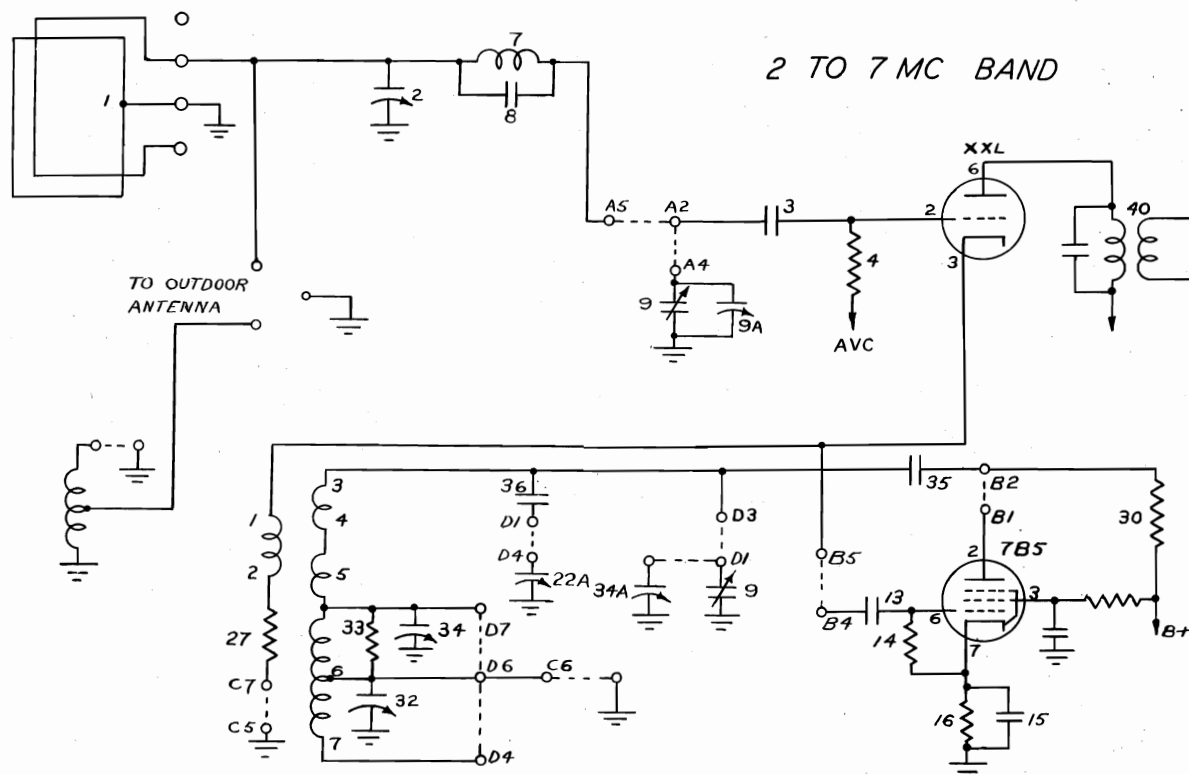 2 TO 7 MC BAND
1
2
7
8
XXL
6
2
3
40
A5
A2
3
4
A4
9
9A
AVC
TO OUTDOOR
ANTENNA
3
4
5
6
7
1
2
27
C7
C5
36
D1
D4
22A
33
34
32
D7
D6
D4
C6
D3
D1
34A
9
35
B2
B1
30
B5
B4
13
14
7B5
2
3
6
7
16
15
B+